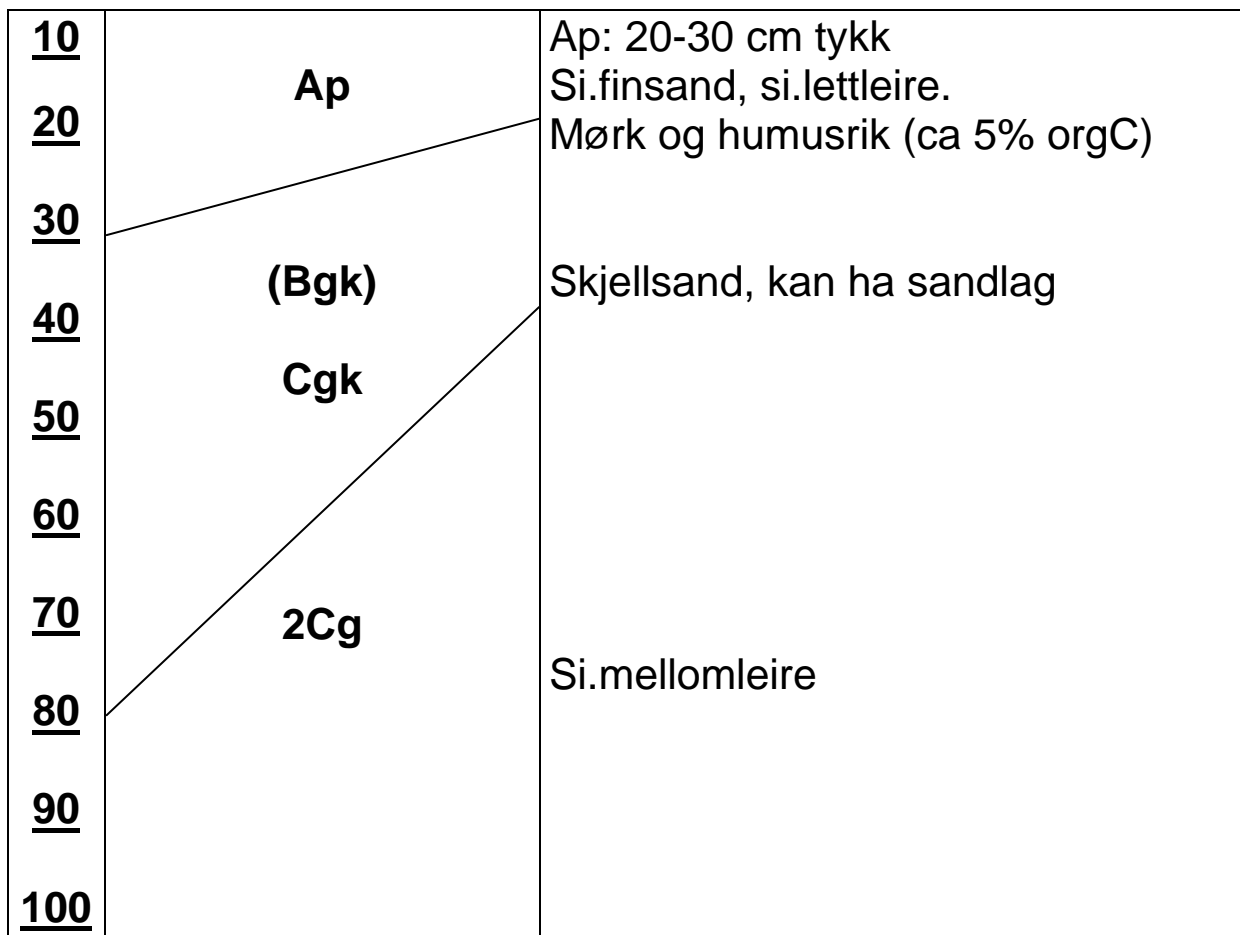 10
Ap: 20-30 cm tykk
Ap
Si.finsand, si.lettleire.
20
Mørk og humusrik (ca 5% orgC)
30
(Bgk)
Skjellsand, kan ha sandlag
40
Cgk
50
60
70
2Cg
Si.mellomleire
80
90
100